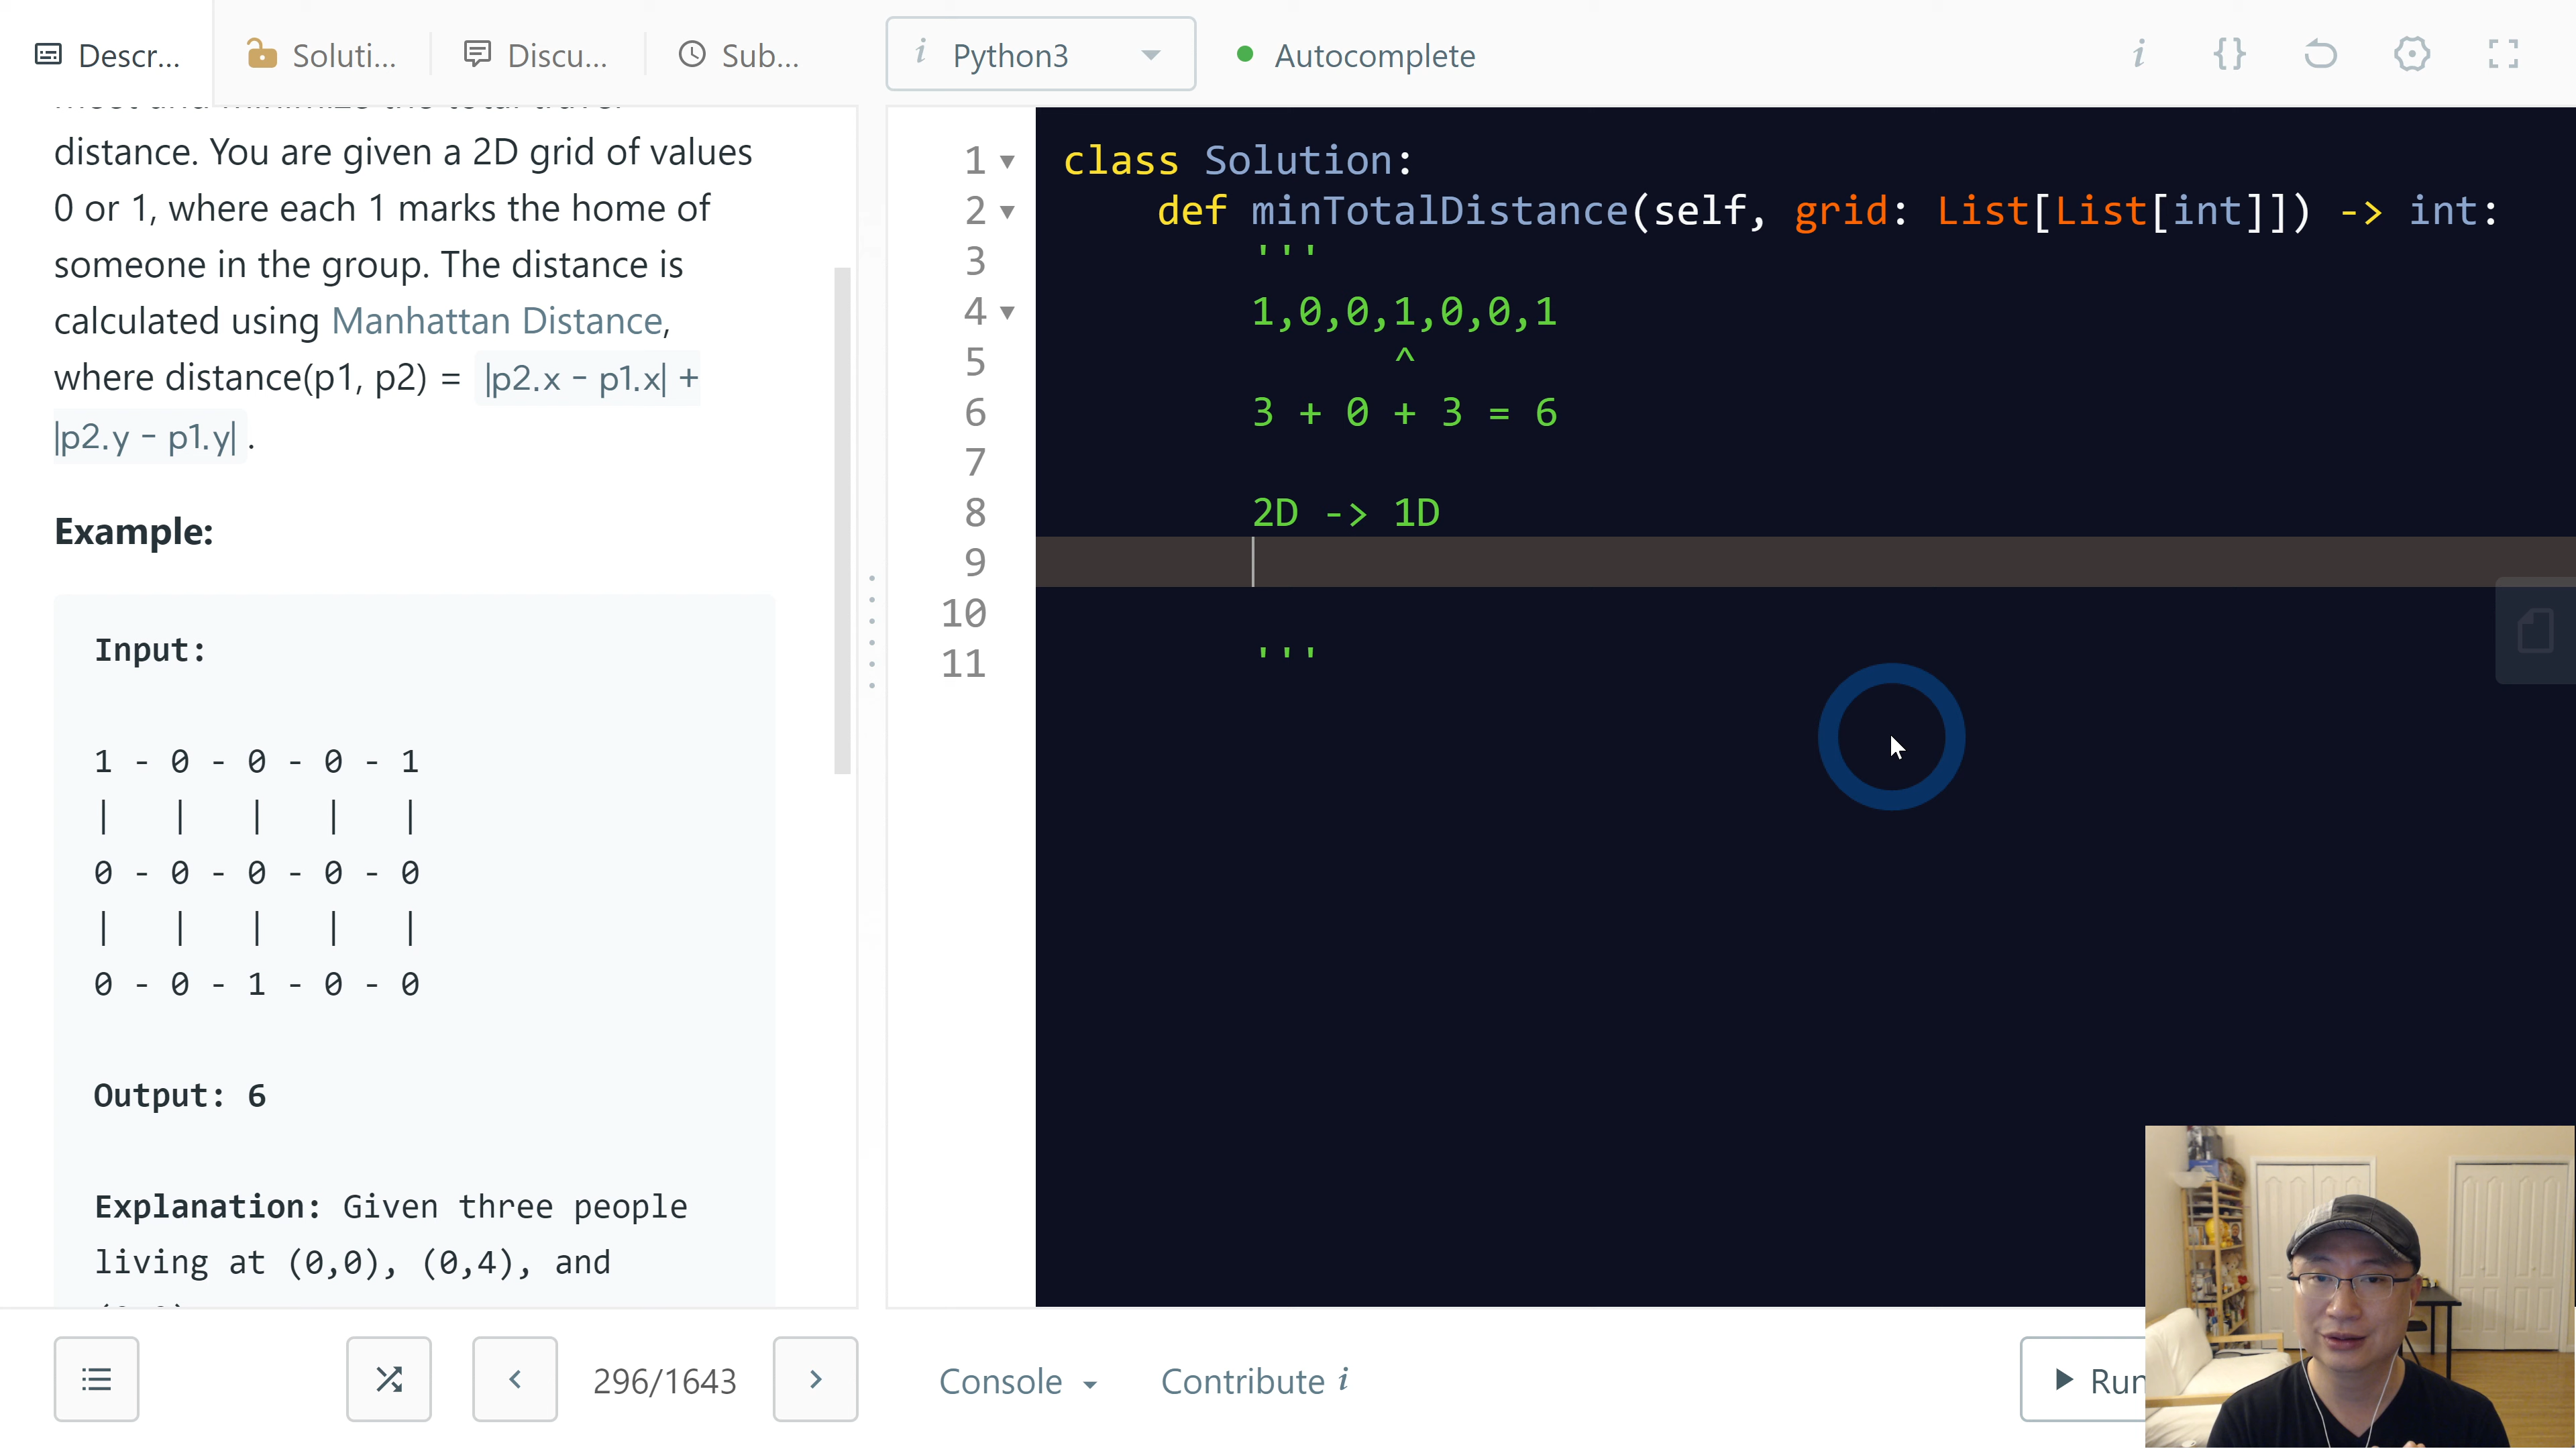 Descr...
Soluti...
Discu...
Sub...
i Python3
Autocomplete
i {}
distance. You are given a 2D grid of values
0 or 1, where each 1 marks the home of
someone in the group. The distance is
calculated using Manhattan Distance,
where distance(p1, p2) = |p2.x - p1.x| +
|p2.y - p1.y| .
Example:
Input:
1 - 0 - 0 - 0 - 1
| | | | |
0 - 0 - 0 - 0 - 0
| | | | |
0 - 0 - 1 - 0 - 0
Output: 6
Explanation: Given three people
living at (0,0), (0,4), and
1 class Solution:
2 def minTotalDistance(self, grid: List[List[int]]) -> int:
3 '''
4 1,0,0,1,0,0,1
5 ^
6 3 + 0 + 3 = 6
7
8 2D -> 1D
9
10
11 '''
296/1643
Console
Contribute i
Run